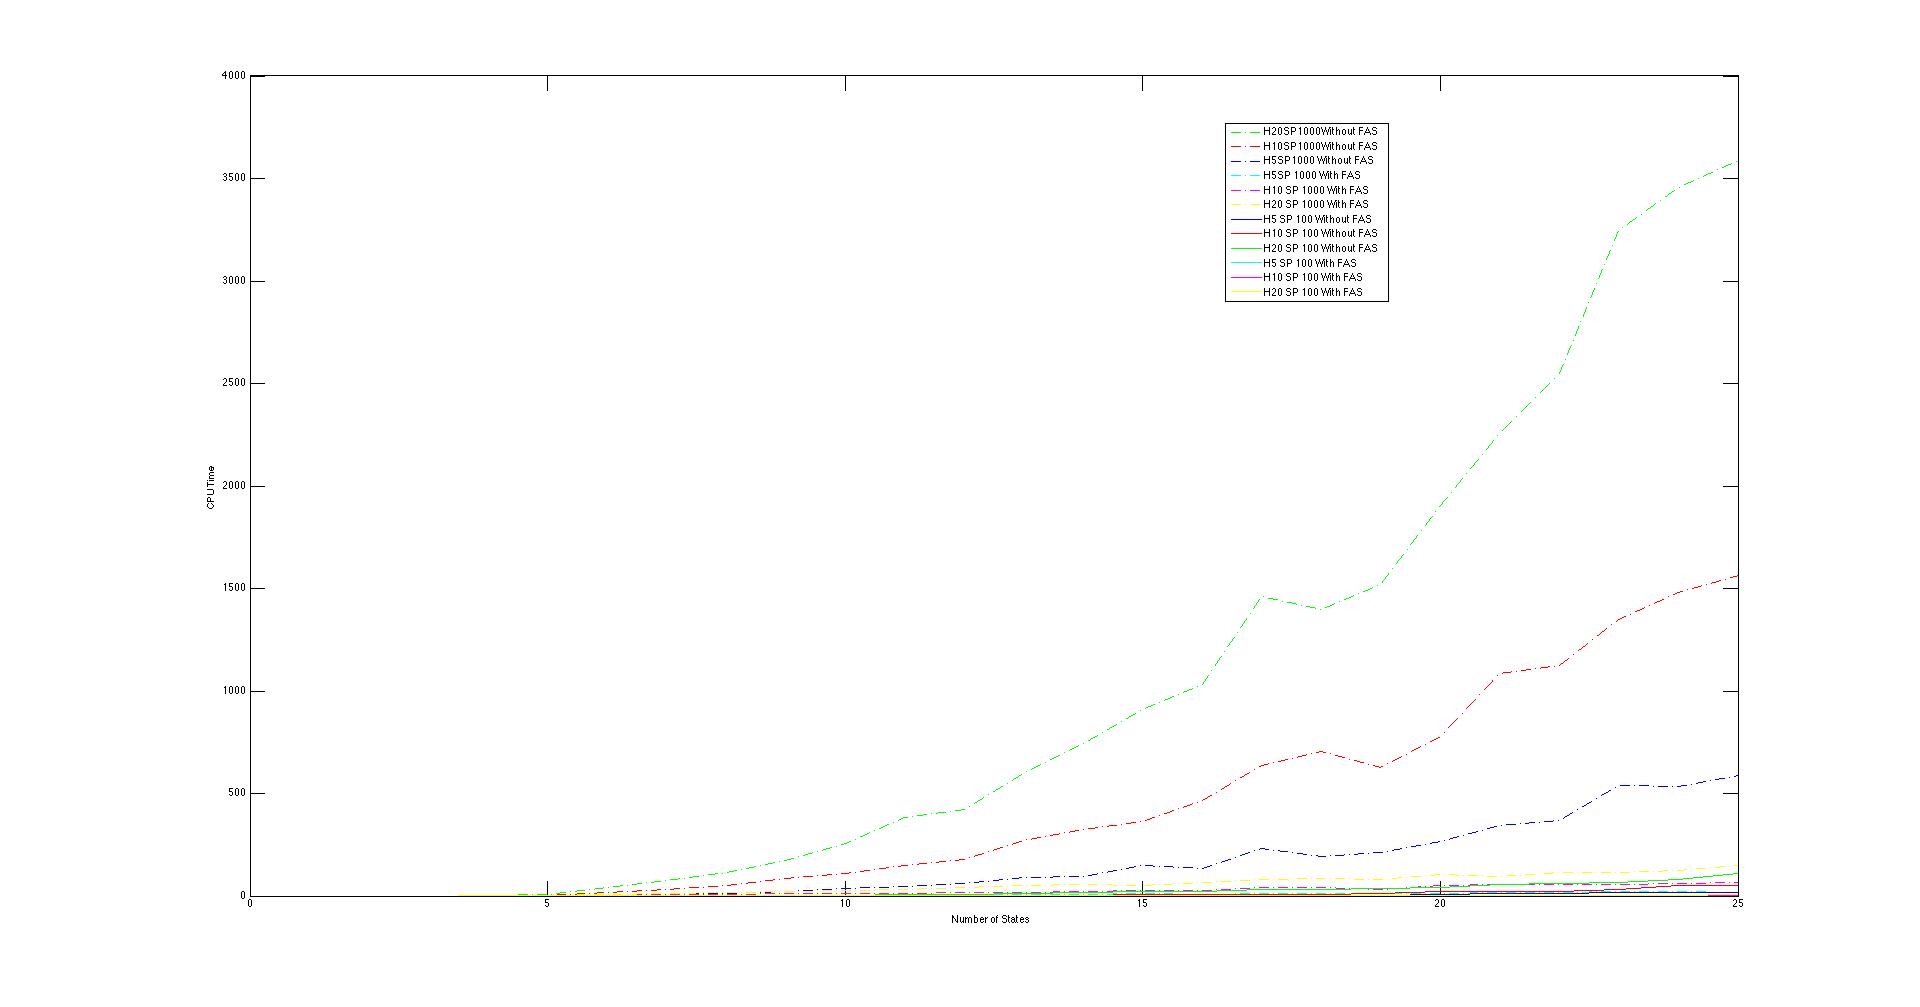 4000
3500
3000
2500
2000
1500
1000
500
0
CPU Time
H20SP1000Without FAS
H10SP1000Without FAS
H5SP1000 Without FAS
H5SP 1000 With FAS
H10 SP 1000 With FAS
H20 SP 1000 With FAS
H5 SP 100 Without FAS
H10 SP 100 Without FAS
H20 SP 100 Without FAS
H5 SP 100 With FAS
H10 SP 100 With FAS
H20 SP 100 With FAS
0 5 10 15 20 25
Number of States